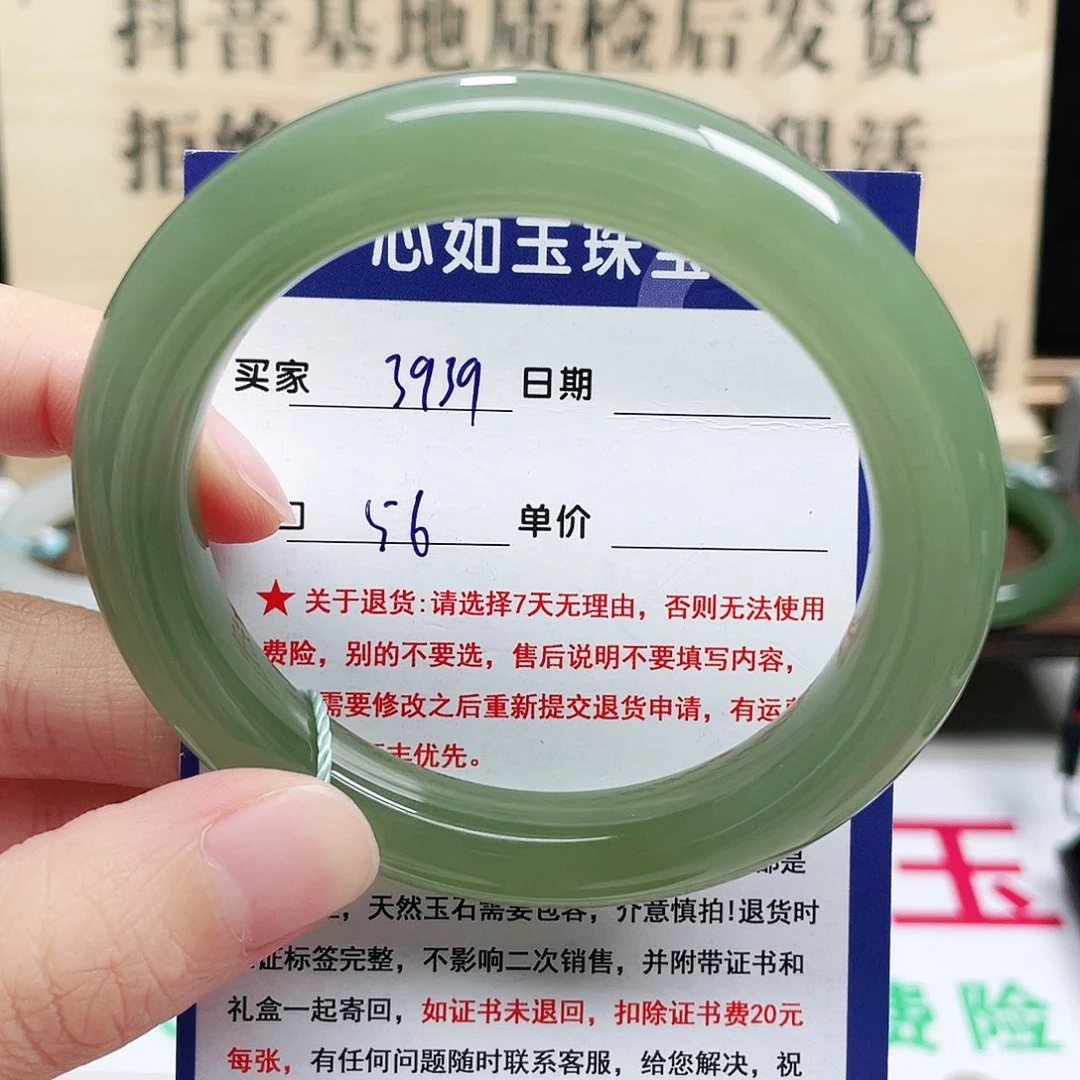 抖音基地质检后发货
拒绝
心如玉珠宝
买家 3939 日期
口 56 单价
★关于退货:请选择7天无理由，否则无法使用
费险，别的不要选，售后说明不要填写内容，
需要修改之后重新提交退货申请，有运
优先。
都是
天然玉石需要包容，介意慎拍!退货时
证标签完整，不影响二次销售，并附带证书和
礼盒一起寄回，如证书未退回，扣除证书费20元
每张，有任何问题随时联系客服，给您解决，祝
玉
费险